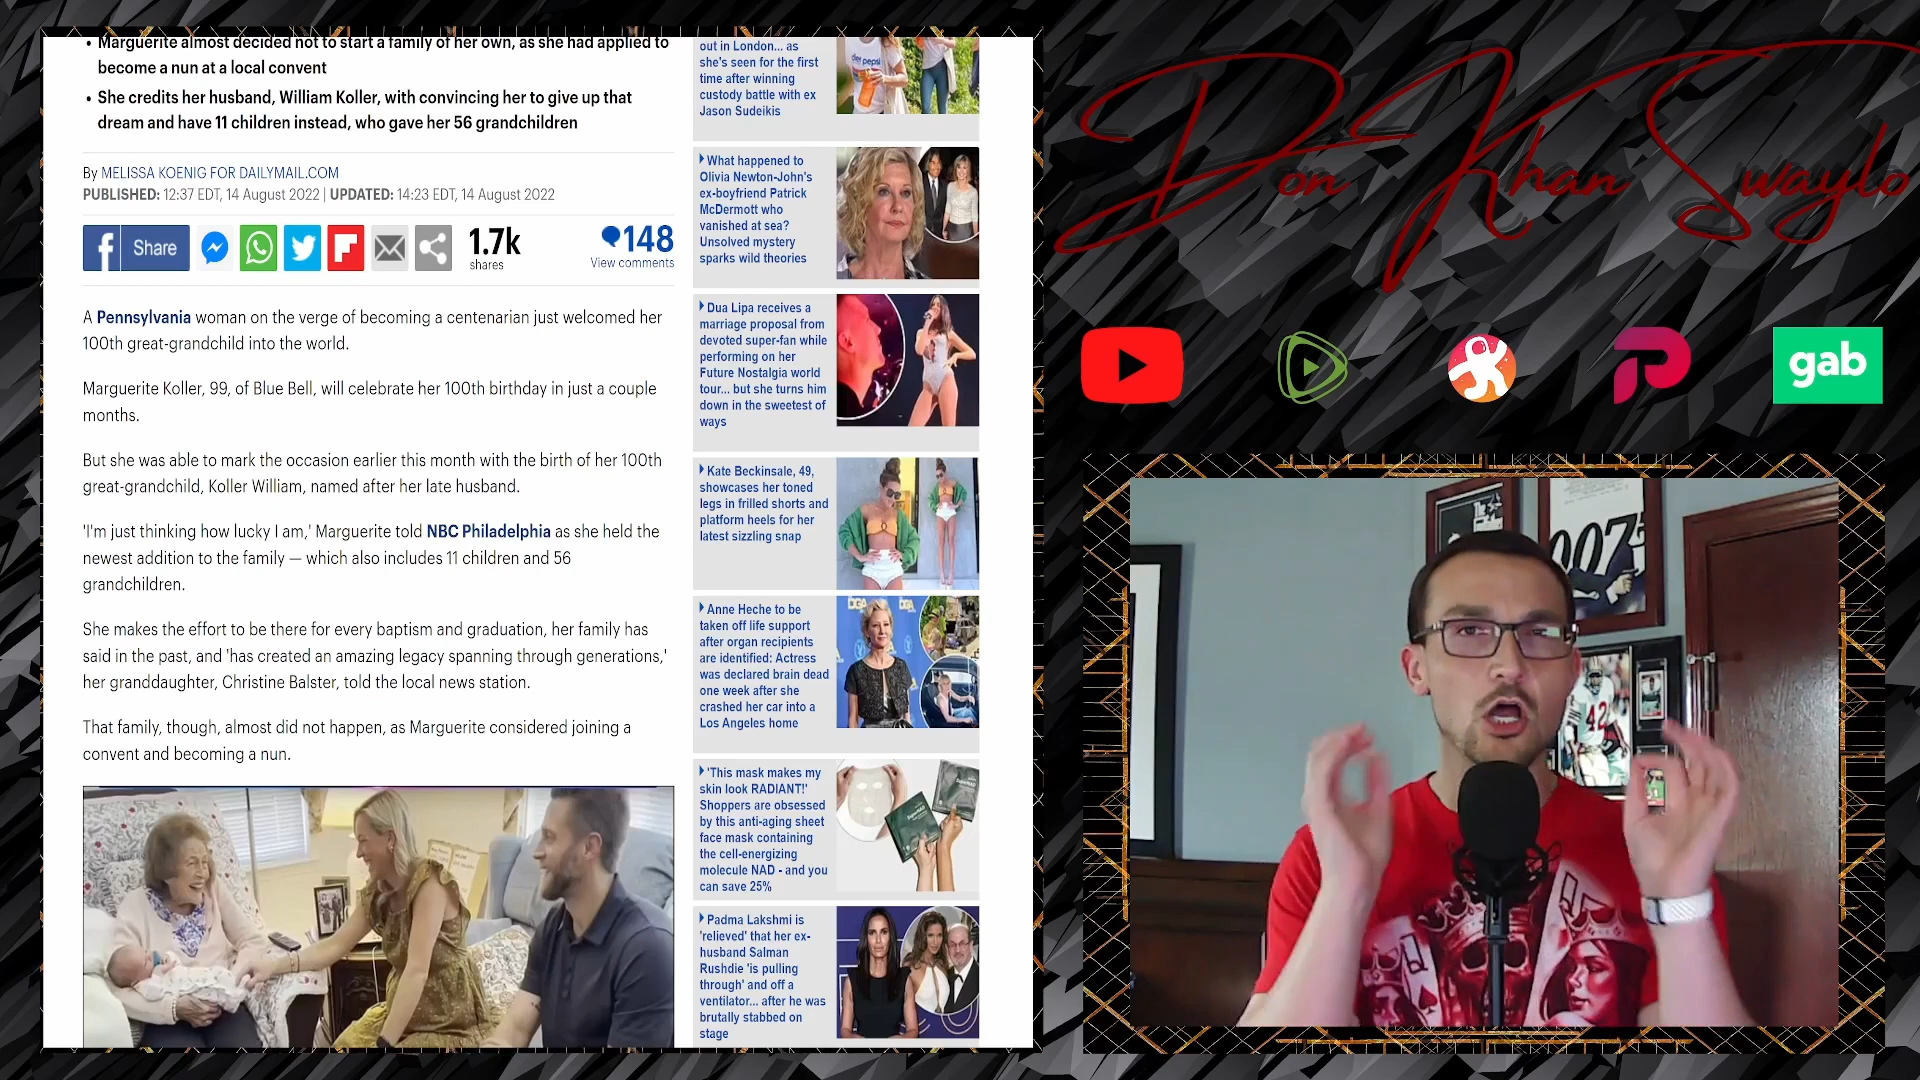 • Marguerite almost decided not to start a family of her own, as she had applied to
become a nun at a local convent
• She credits her husband, William Koller, with convincing her to give up that
dream and have 11 children instead, who gave her 56 grandchildren
By MELISSA KOENIG FOR DAILYMAIL.COM
PUBLISHED: 12:37 EDT, 14 August 2022 | UPDATED: 14:23 EDT, 14 August 2022
f Share
1.7k
shares
148
View comments
A Pennsylvania woman on the verge of becoming a centenarian just welcomed her
100th great-grandchild into the world.
Marguerite Koller, 99, of Blue Bell, will celebrate her 100th birthday in just a couple
months.
But she was able to mark the occasion earlier this month with the birth of her 100th
great-grandchild, Koller William, named after her late husband.
'I'm just thinking how lucky I am,' Marguerite told NBC Philadelphia as she held the
newest addition to the family — which also includes 11 children and 56
grandchildren.
She makes the effort to be there for every baptism and graduation, her family has
said in the past, and 'has created an amazing legacy spanning through generations,'
her granddaughter, Christine Balster, told the local news station.
That family, though, almost did not happen, as Marguerite considered joining a
convent and becoming a nun.
out in London... as
she's seen for the first
time after winning
custody battle with ex
Jason Sudeikis
diet pepsi
What happened to
Olivia Newton-John's
ex-boyfriend Patrick
McDermott who
vanished at sea?
Unsolved mystery
sparks wild theories
Dua Lipa receives a
marriage proposal from
devoted super-fan while
performing on her
Future Nostalgia world
tour... but she turns him
down in the sweetest of
ways
Kate Beckinsale, 49,
showcases her toned
legs in frilled shorts and
platform heels for her
latest sizzling snap
Anne Heche to be
taken off life support
after organ recipients
are identified: Actress
was declared brain dead
one week after she
crashed her car into a
Los Angeles home
DGA
'This mask makes my
skin look RADIANT!'
Shoppers are obsessed
by this anti-aging sheet
face mask containing
the cell-energizing
molecule NAD - and you
can save 25%
Padma Lakshmi is
'relieved' that her ex-
husband Salman
Rushdie 'is pulling
through' and off a
ventilator... after he was
brutally stabbed on
stage
Don Khan Swaylo
gab
007
42